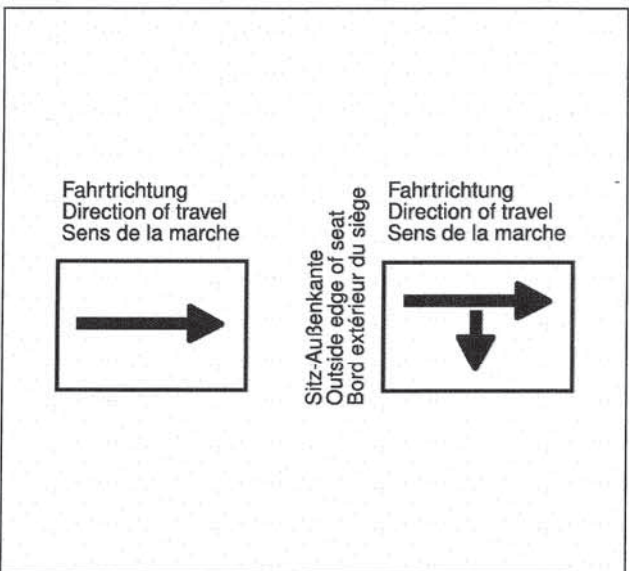 Fahrtrichtung
Direction of travel
Sens de la marche
Sitz-Außenkante
Outside edge of seat
Bord extérieur du siège
Fahrtrichtung
Direction of travel
Sens de la marche